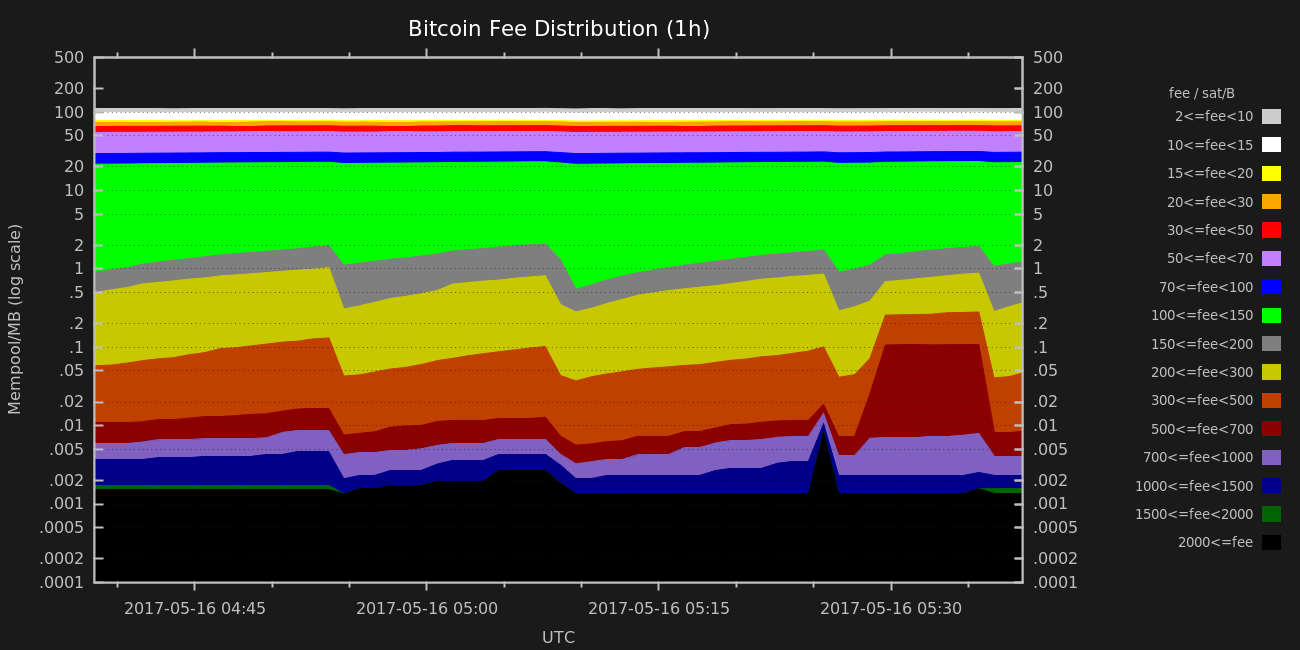 Bitcoin Fee Distribution (1h)
Mempool/MB (log scale)
500
200
100
50
20
10
5
2
1
.5
.2
.1
.05
.02
.01
.005
.002
.001
.0005
.0002
.0001
500
200
100
50
20
10
5
2
1
.5
.2
.1
.05
.02
.01
.005
.002
.001
.0005
.0002
.0001
2017-05-16 04:45
2017-05-16 05:00
2017-05-16 05:15
2017-05-16 05:30
UTC
fee / sat/B
2<=fee<10
10<=fee<15
15<=fee<20
20<=fee<30
30<=fee<50
50<=fee<70
70<=fee<100
100<=fee<150
150<=fee<200
200<=fee<300
300<=fee<500
500<=fee<700
700<=fee<1000
1000<=fee<1500
1500<=fee<2000
2000<=fee